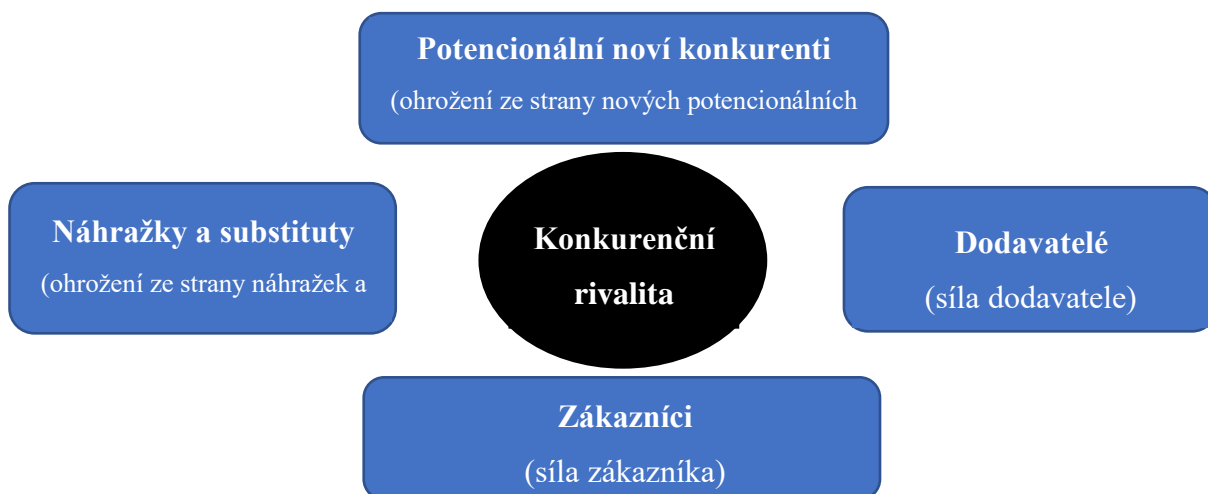 Potencionální noví konkurenti
(ohrožení ze strany nových potencionálních
Náhražky a substituty
(ohrožení ze strany náhražek a
Konkurenční
rivalita
Dodavatelé
(síla dodavatele)
Zákazníci
(síla zákazníka)